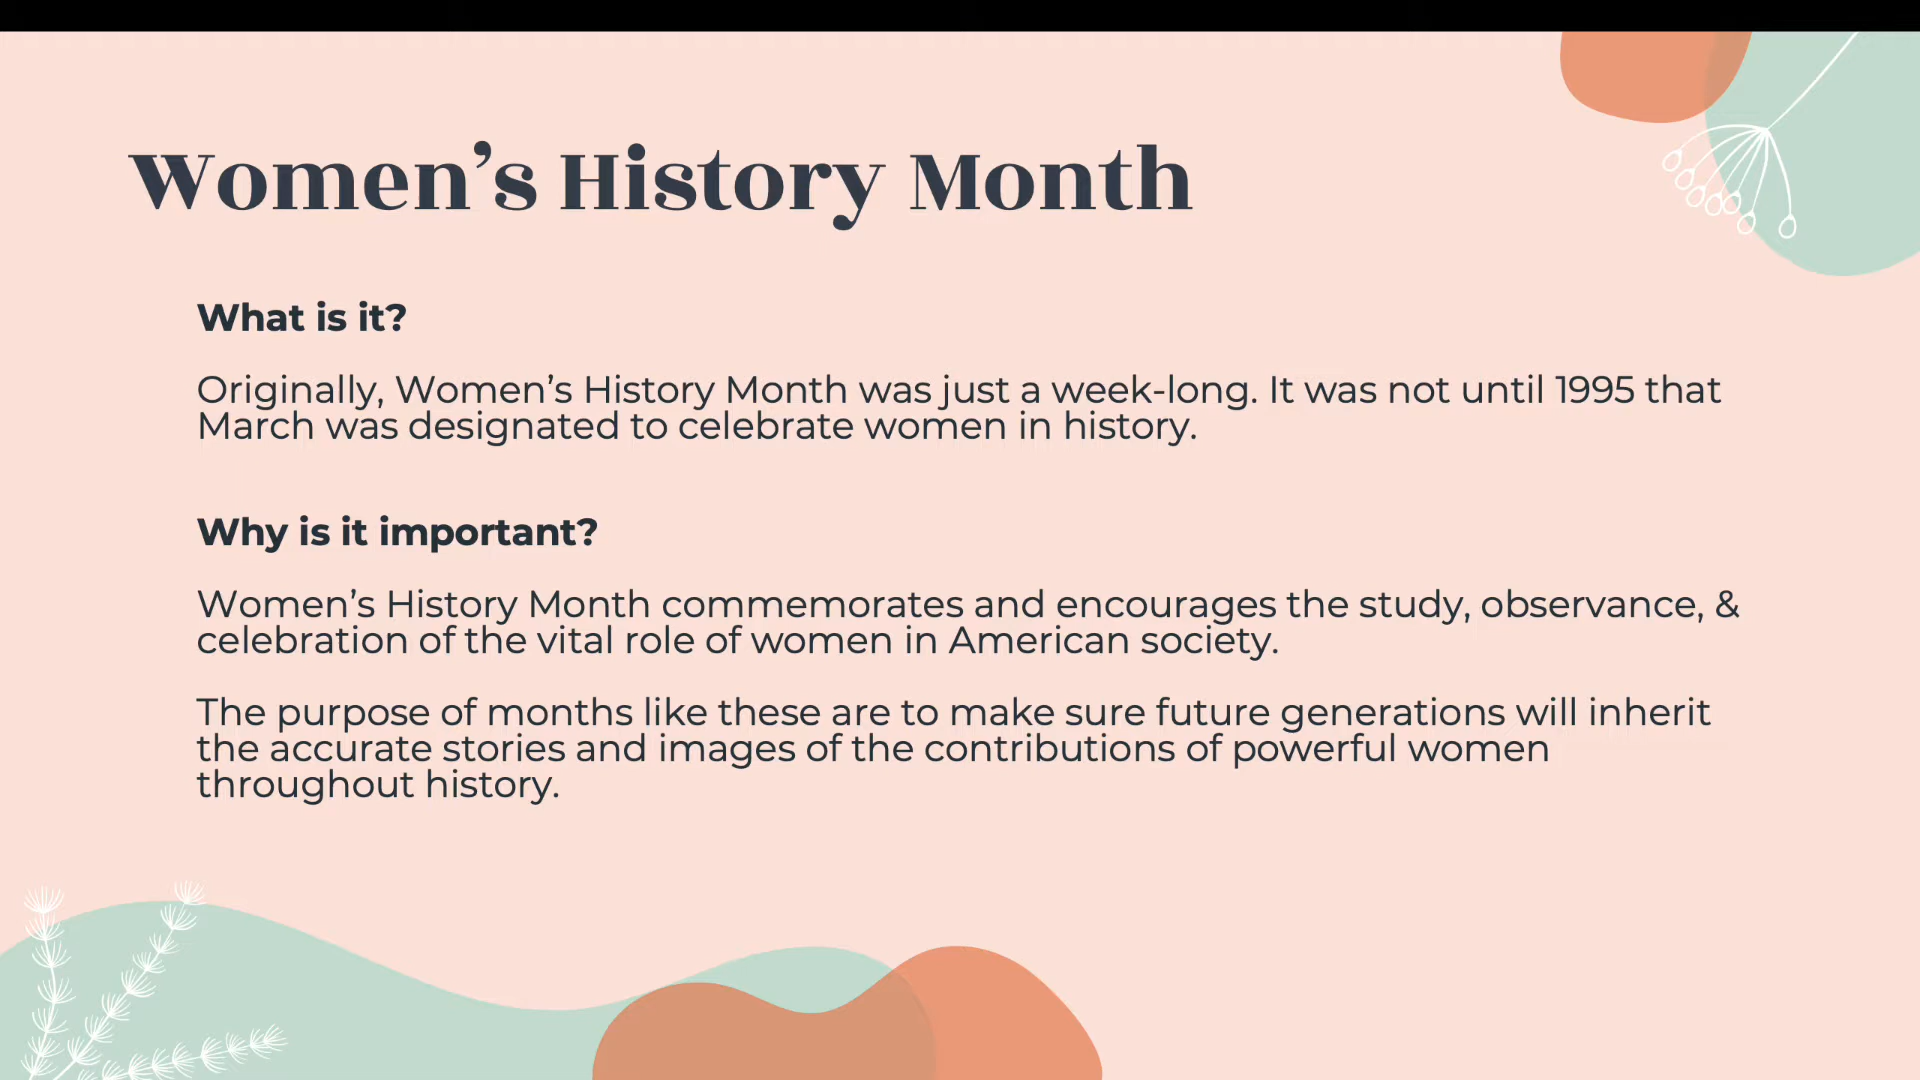 Women’s History Month
What is it?
Originally, Women’s History Month was just a week-long. It was not until 1995 that
March was designated to celebrate women in history.
Why is it important?
Women’s History Month commemorates and encourages the study, observance, &
celebration of the vital role of women in American society.
The purpose of months like these are to make sure future generations will inherit
the accurate stories and images of the contributions of powerful women
throughout history.